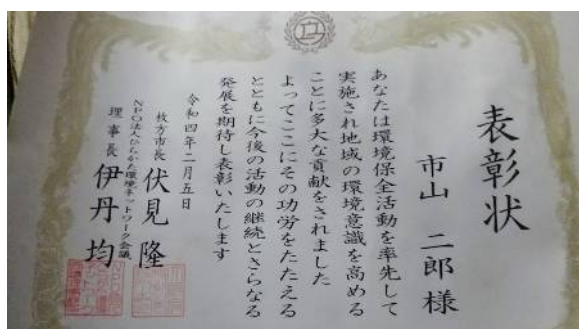 表彰状
市山 二郎 様
あなたは環境保全活動を率先して
実施され地域の環境意識を高める
ことに多大な貢献をされました
よってここにその功労をたたえる
とともに今後の活動の継続とさらなる
発展を期待し表彰いたします
令和四年二月五日
枚方市長 伏見 隆
NPO法人ひらかた環境ネットワーク会議
理事長 伊丹 均